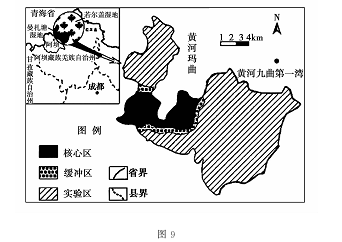 青海省
若尔盖湿地
曼扎塘
湿地
阿坝
阿坝藏族羌族自治州
甘孜藏族自治州
成都
黄河玛曲
1 2 3 4km
N
黄河九曲第一湾
图 例
核心区
缓冲区
省界
实验区
县界
图 9